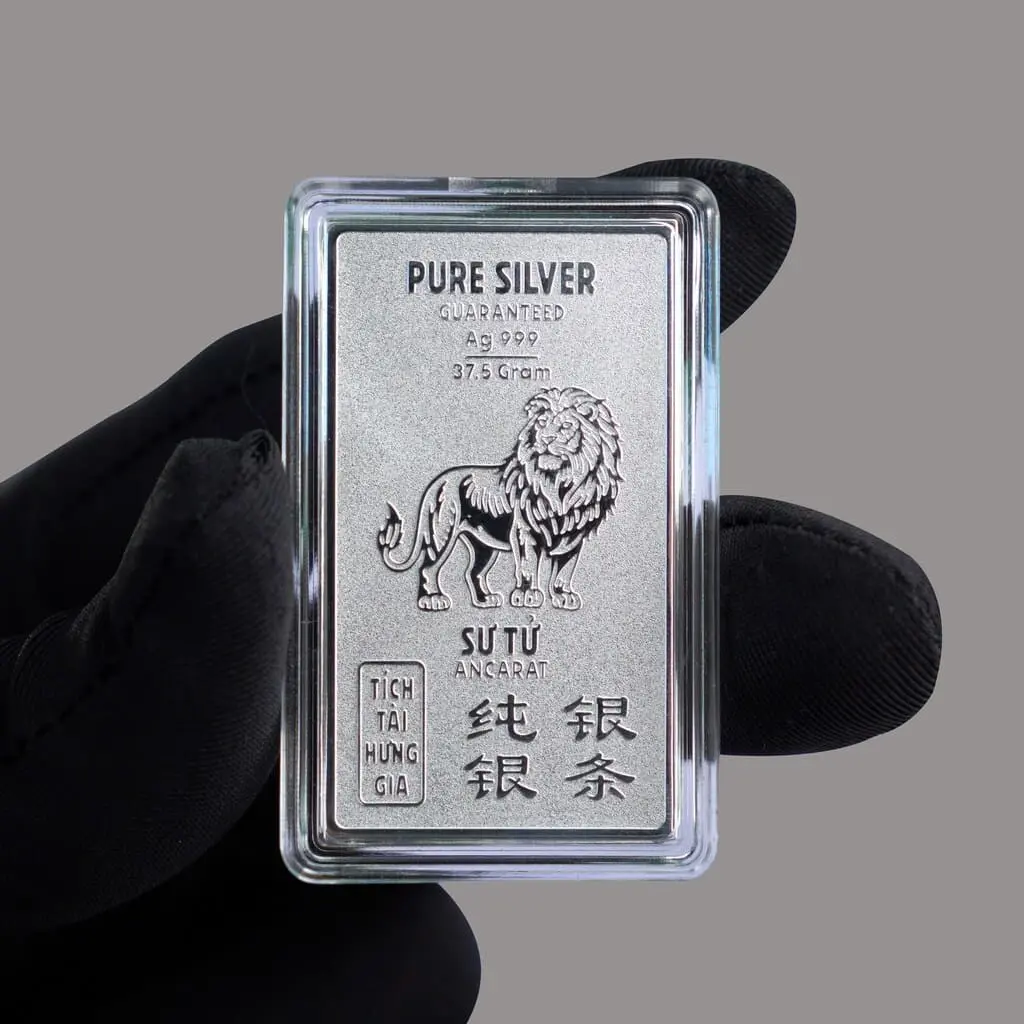 PURE SILVER
GUARANTEED
Ag 999
37.5 Gram
SƯ TỬ
ANCARAT
TÍCH
TÀI
HƯNG
GIA
纯 银
银 条